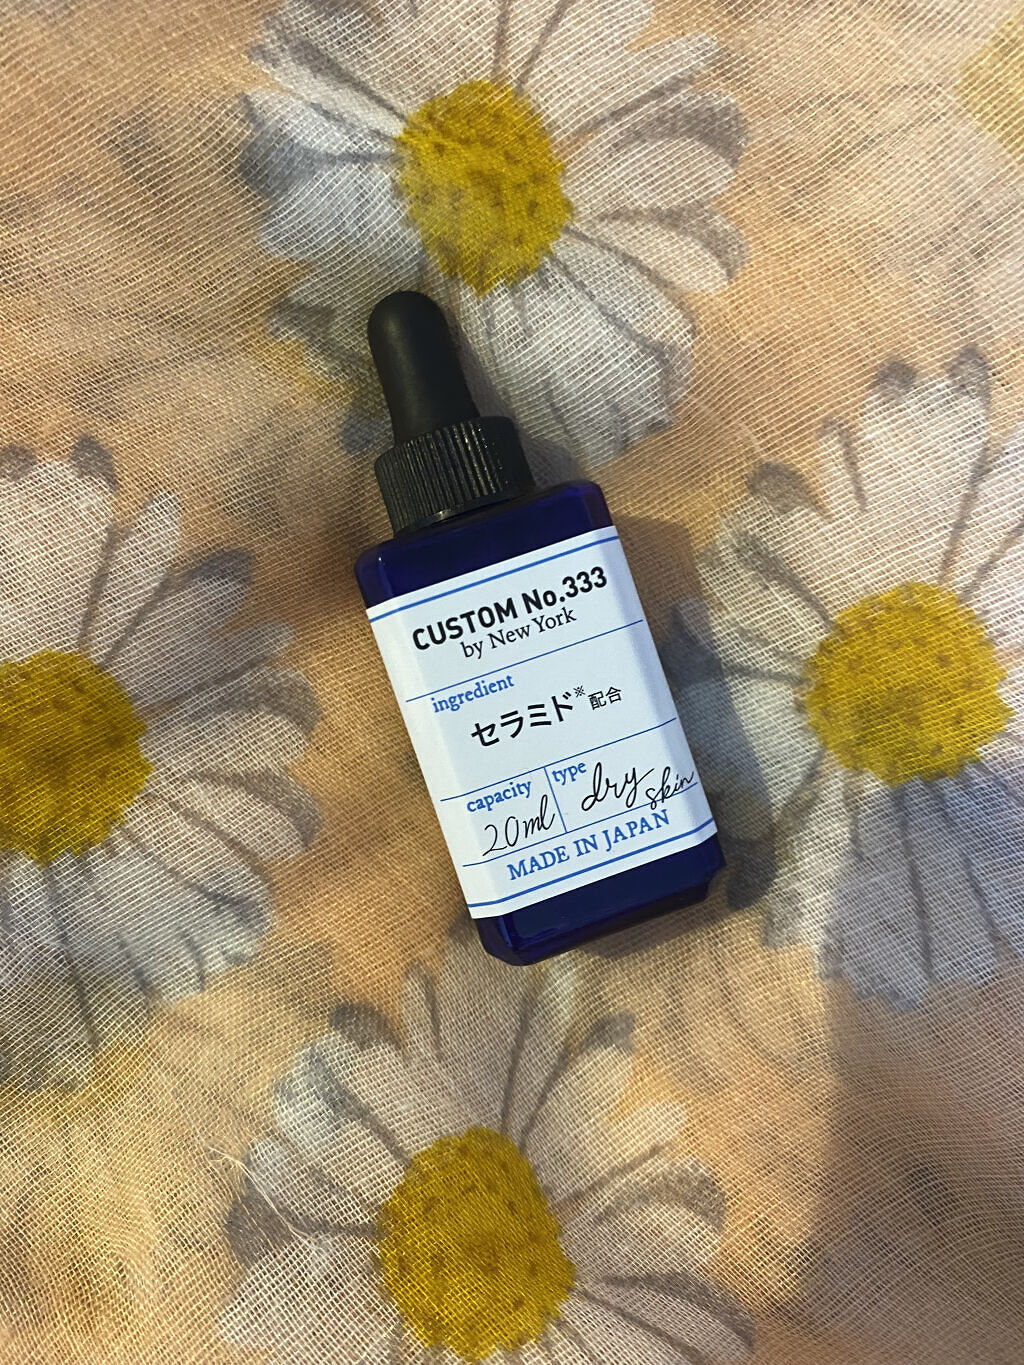 CUSTOM No.333
by New York
ingredient
セラミド※ 配合
capacity
20ml
type
dry skin
MADE IN JAPAN